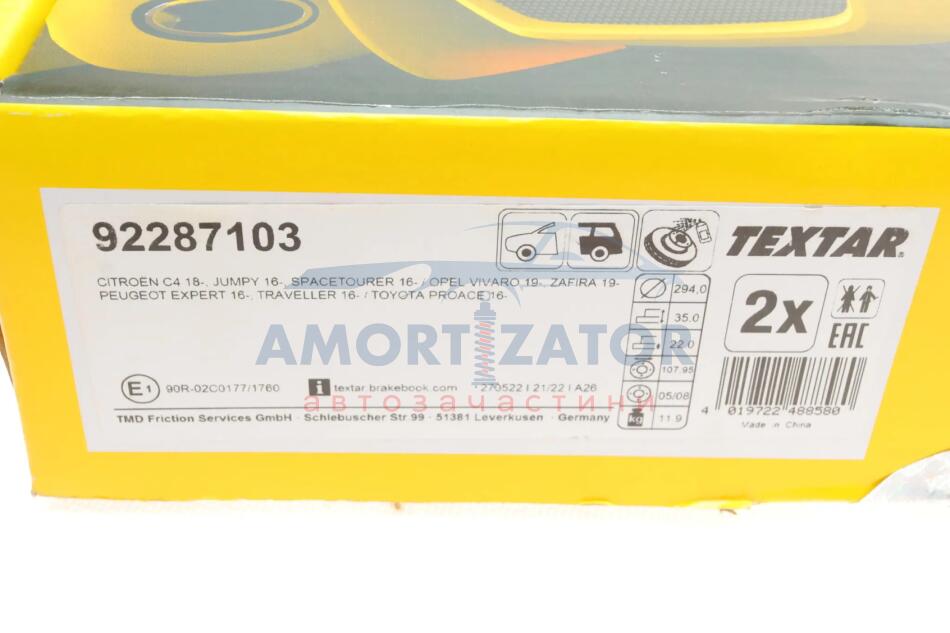 92287103
TEXTAR
CITROËN C4 18-, JUMPY 16-, SPACETOURER 16- / OPEL VIVARO 19-, ZAFIRA 19-
PEUGEOT EXPERT 16-, TRAVELLER 16- / TOYOTA PROACE 16-
294,0
35.0
22.0
107.95
05/08
kg 11.9
2x
EAC
AMORTIZATOR
автозапчастини
E1 90R-02C0177/1760
i textar.brakebook.com
270522 | 21/22 | A26
TMD Friction Services GmbH · Schlebuscher Str. 99 · 51381 Leverkusen · Germany
4 019722 488580
Made in China